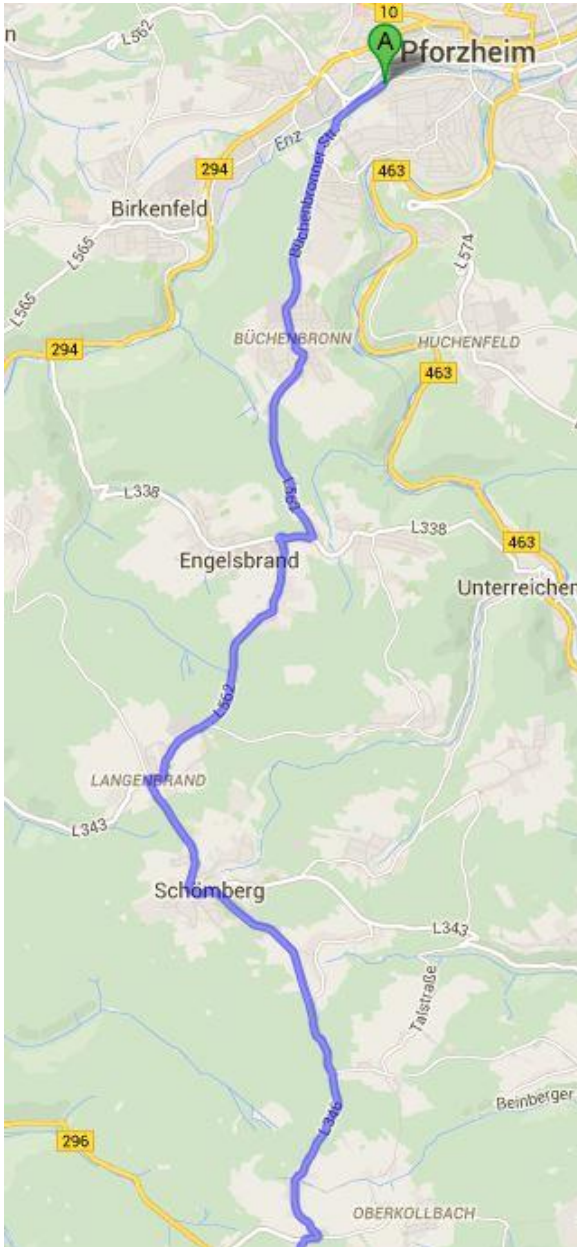 10
L562
n
A
Pforzheim
Enz
Büchenbronner Str.
294
463
Birkenfeld
L565
L574
L565
BÜCHENBRONN
HUCHENFELD
294
463
L338
L561
L338
463
Engelsbrand
Unterreichen
L562
LANGENBRAND
L343
Schömberg
L343
Talstraße
Beinberger
L346
296
OBERKOLLBACH